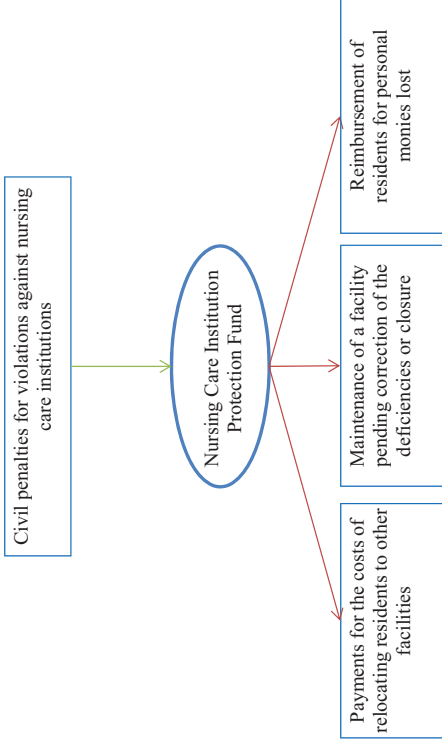 Civil penalties for violations against nursing
care institutions
Nursing Care Institution
Protection Fund
Payments for the costs of
relocating residents to other
facilities
Maintenance of a facility
pending correction of the
deficiencies or closure
Reimbursement of
residents for personal
monies lost